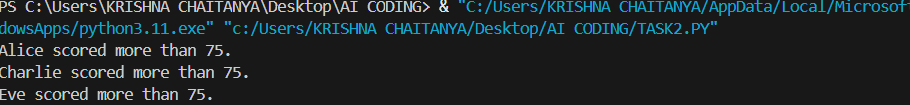 PS C:\Users\KRISHNA CHAITANYA\Desktop\AI CODING> & "C:/Users/KRISHNA CHAITANYA/AppData/Local/Microsoft
dowsApps/python3.11.exe" "c:/Users/KRISHNA CHAITANYA/Desktop/AI CODING/TASK2.PY"
Alice scored more than 75.
Charlie scored more than 75.
Eve scored more than 75.